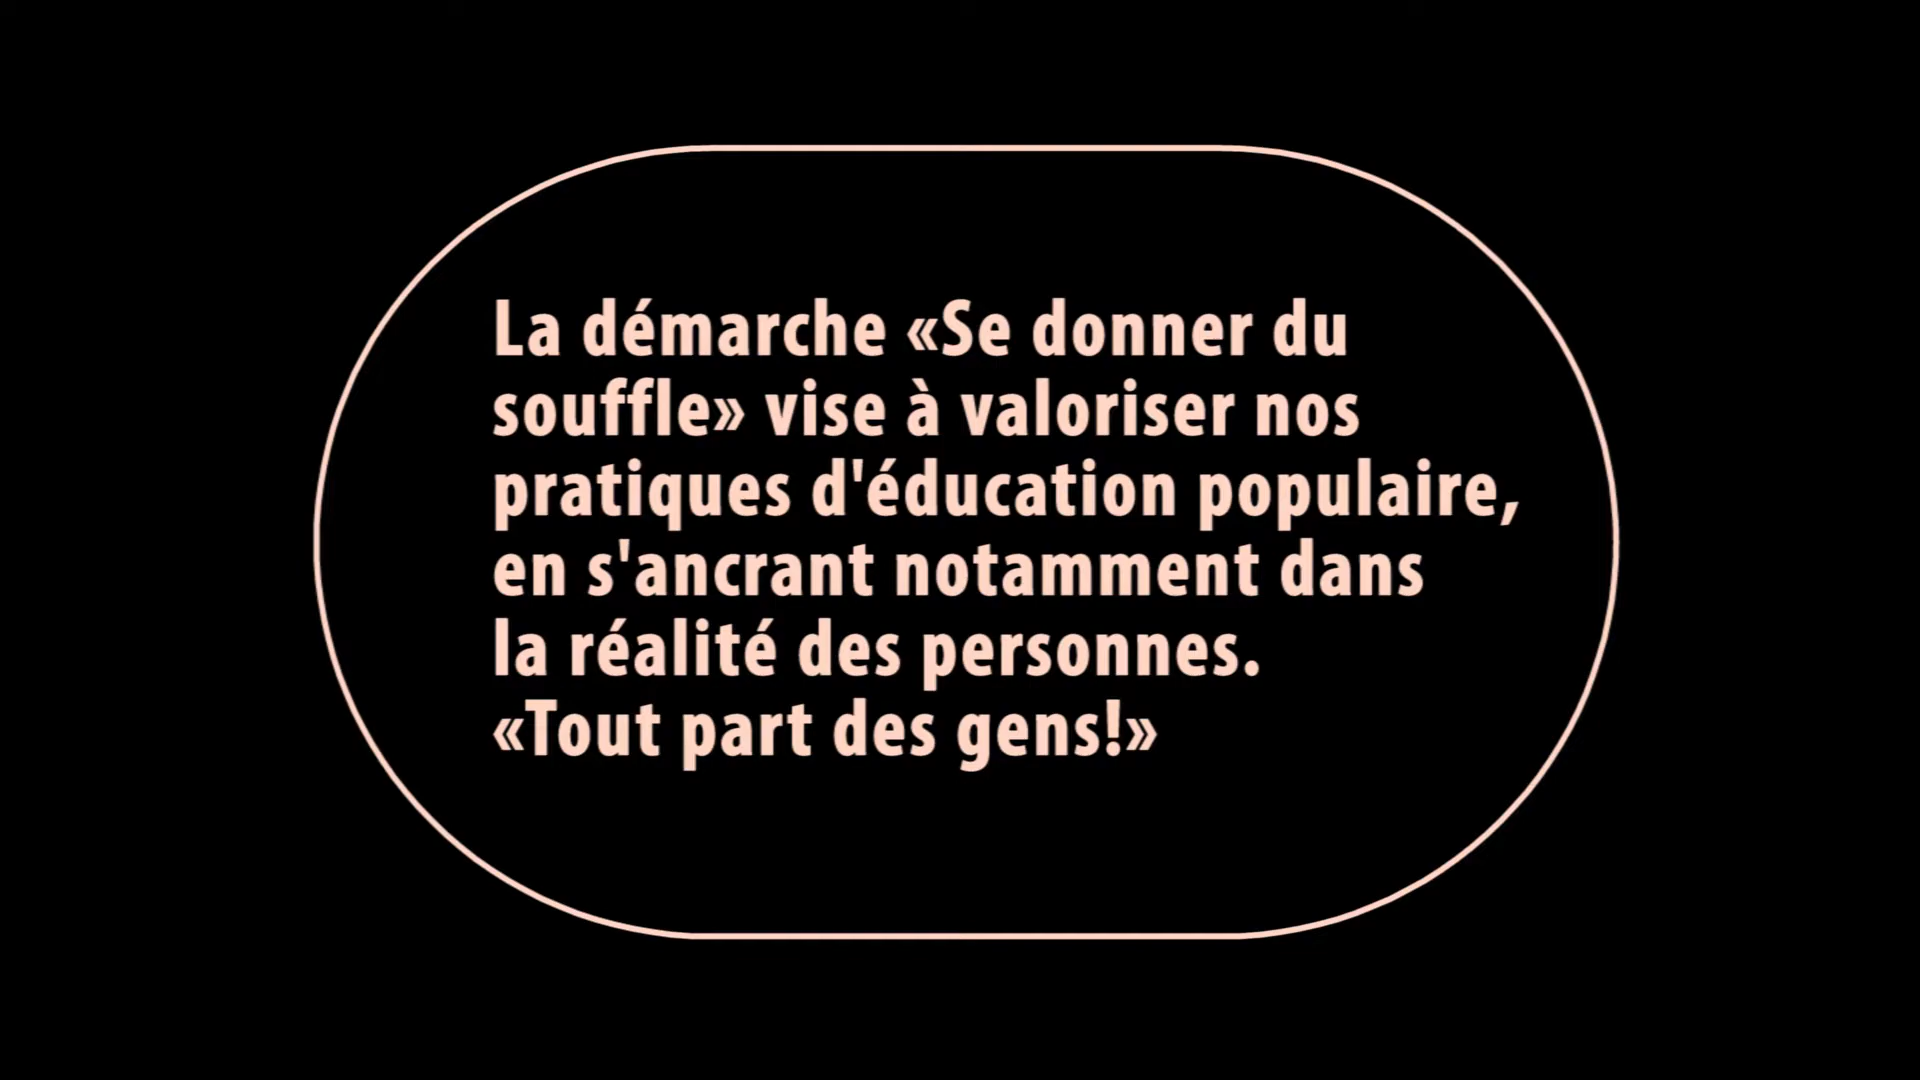 La démarche «Se donner du
souffle» vise à valoriser nos
pratiques d'éducation populaire,
en s'ancrant notamment dans
la réalité des personnes.
«Tout part des gens!»